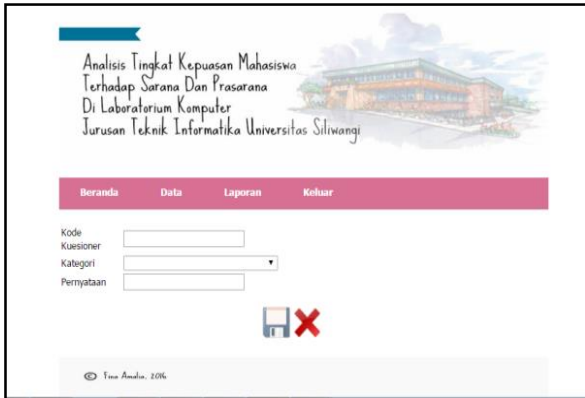 Analisis Tingkat Kepuasan Mahasiswa
Terhadap Sarana Dan Prasarana
Di Laboratorium Komputer
Jurusan Teknik Informatika Universitas Siliwangi
Beranda Data Laporan Keluar
Kode
Kuesioner
Kategori
Pernyataan
© Fena Amalia, 2016